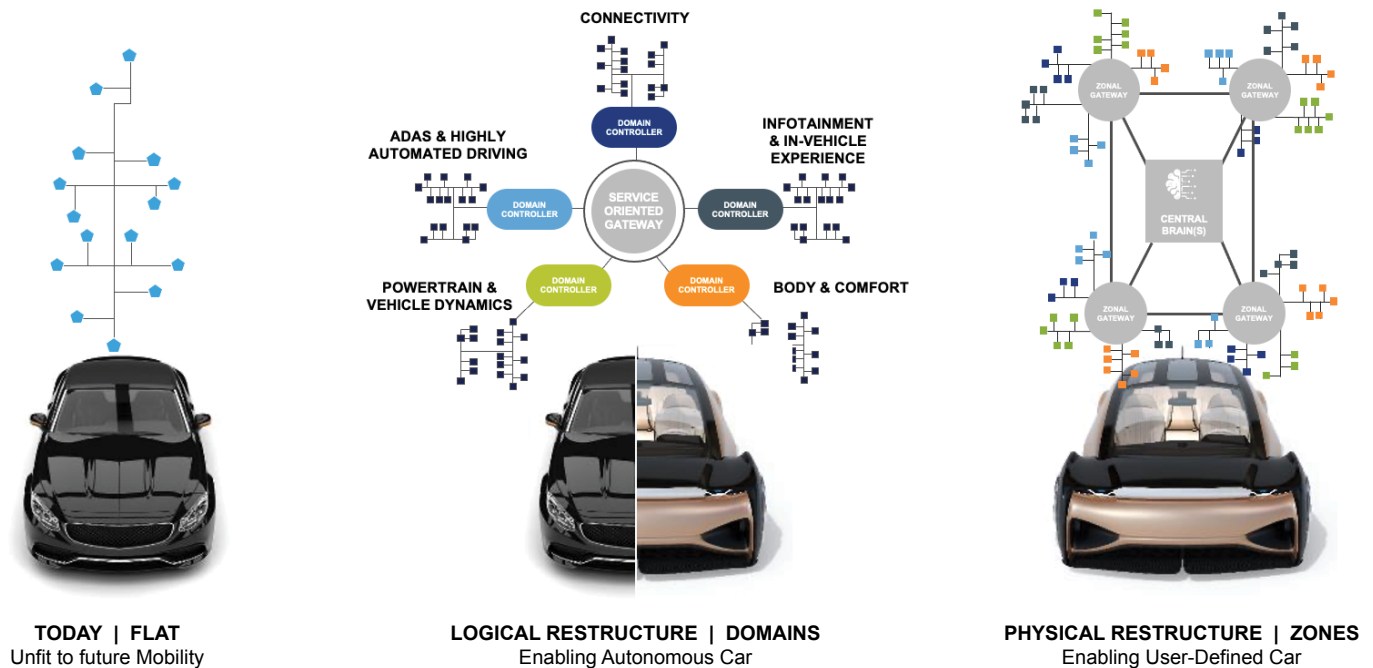 CONNECTIVITY
DOMAIN
CONTROLLER
ADAS & HIGHLY
AUTOMATED DRIVING
DOMAIN
CONTROLLER
SERVICE
ORIENTED
GATEWAY
INFOTAINMENT
& IN-VEHICLE
EXPERIENCE
DOMAIN
CONTROLLER
POWERTRAIN &
VEHICLE DYNAMICS
DOMAIN
CONTROLLER
DOMAIN
CONTROLLER
BODY & COMFORT
ZONAL
GATEWAY
ZONAL
GATEWAY
CENTRAL
BRAIN(S)
ZONAL
GATEWAY
ZONAL
GATEWAY
TODAY | FLAT
Unfit to future Mobility
LOGICAL RESTRUCTURE | DOMAINS
Enabling Autonomous Car
PHYSICAL RESTRUCTURE | ZONES
Enabling User-Defined Car